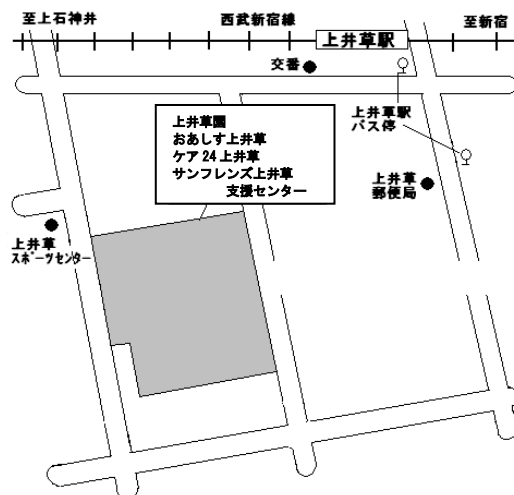 至上石神井
西武新宿線
至新宿
上井草駅
交番
上井草駅
バス停
上井草園
おあしす上井草
ケア24上井草
サンフレンズ上井草
支援センター
上井草
郵便局
上井草
スポーツセンター